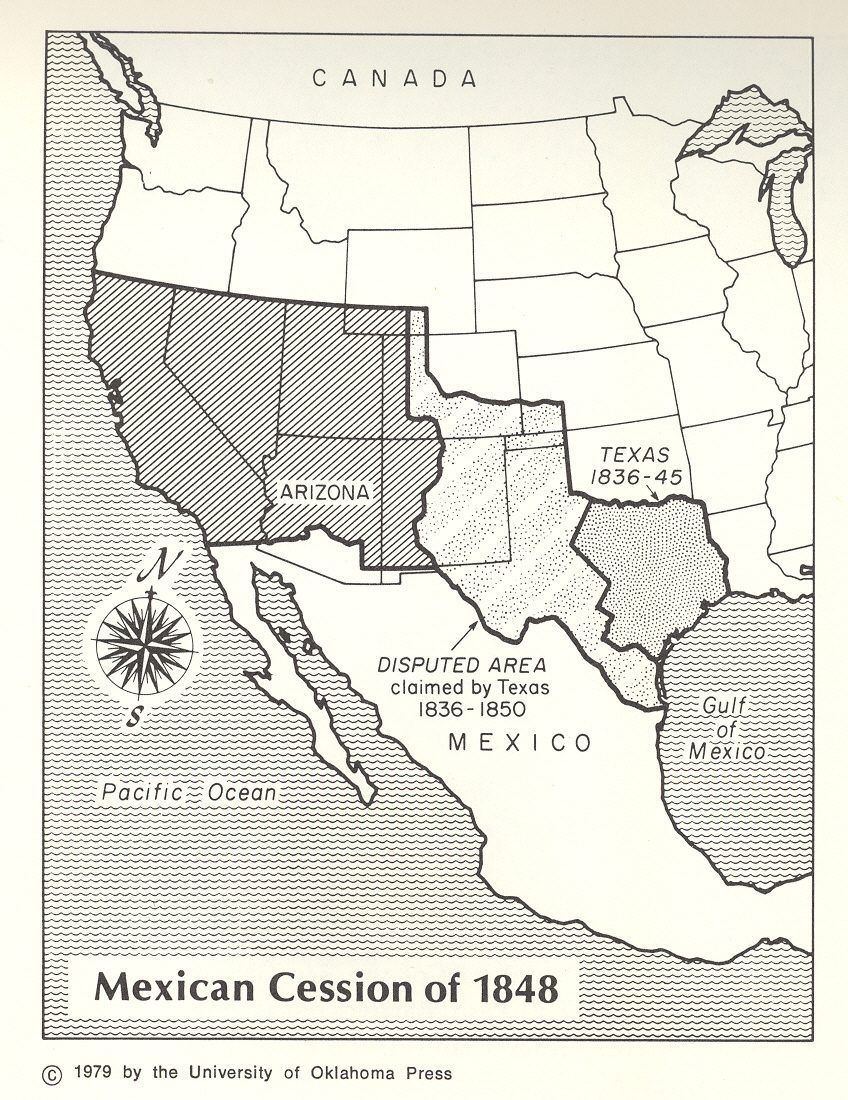 CANADA
TEXAS
1836-45
ARIZONA
N
S
DISPUTED AREA
claimed by Texas
1836-1850
MEXICO
Gulf
of
Mexico
Pacific Ocean
Mexican Cession of 1848
© 1979 by the University of Oklahoma Press